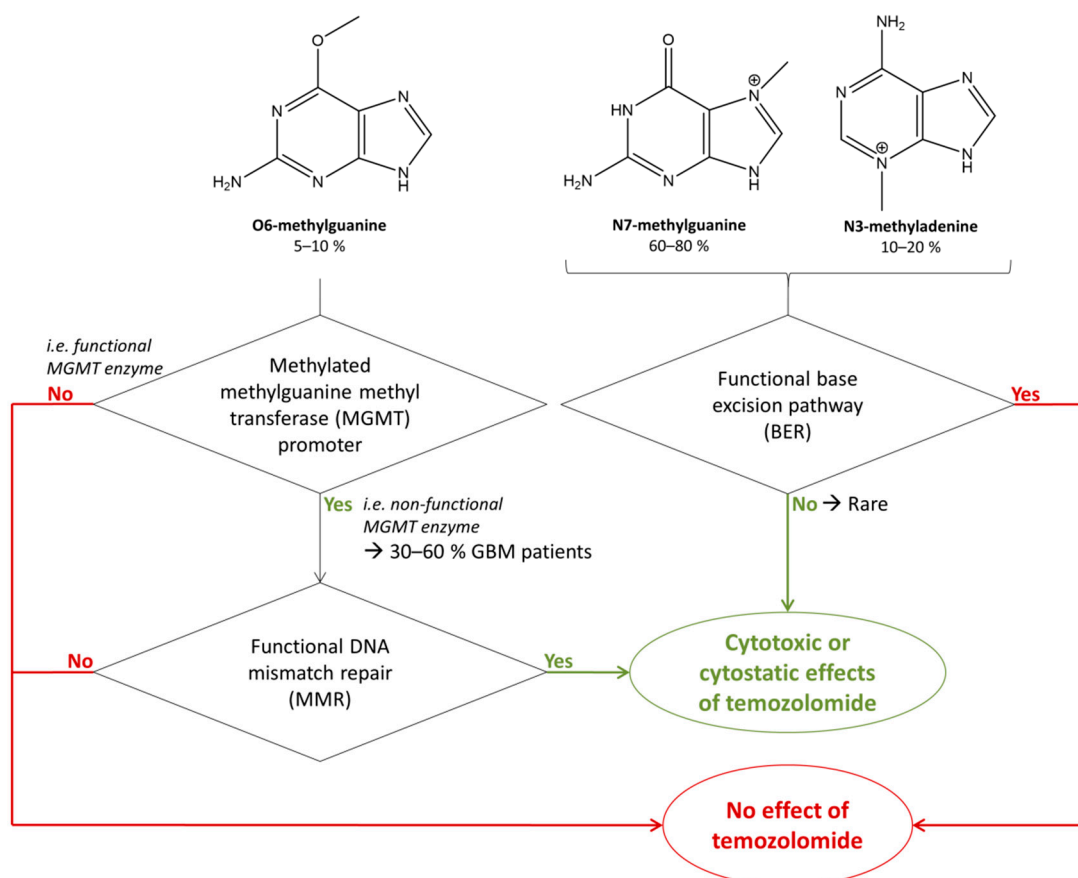 O
N
N
H₂N
N
N
H
O6-methylguanine
5–10 %
O
HN
N
⊕
H₂N
N
N
H
N7-methylguanine
60–80 %
NH₂
N
N
N
⊕
N
H
N3-methyladenine
10–20 %
i.e. functional
MGMT enzyme
No
Methylated
methylguanine methyl
transferase (MGMT)
promoter
Functional base
excision pathway
(BER)
Yes
Yes
i.e. non-functional
MGMT enzyme
→ 30–60 % GBM patients
No → Rare
No
Functional DNA
mismatch repair
(MMR)
Yes
Cytotoxic or
cytostatic effects
of temozolomide
No effect of
temozolomide